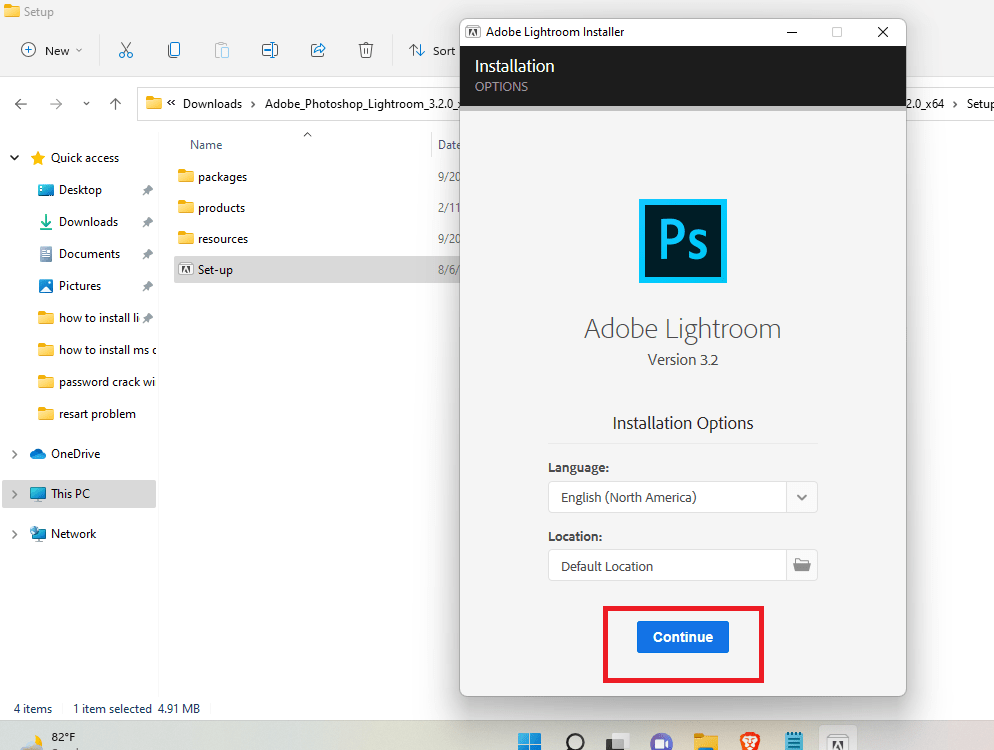 Setup
New
Sort
« Downloads > Adobe_Photoshop_Lightroom_3.2.0_x
2.0_x64 > Setup
Name
Date
Quick access
Desktop
Downloads
Documents
Pictures
how to install li
how to install ms c
password crack wi
resart problem
OneDrive
This PC
Network
packages 9/20
products 2/11
resources 9/20
Set-up 8/6/
4 items 1 item selected 4.91 MB
Adobe Lightroom Installer
Installation
OPTIONS
Ps
Adobe Lightroom
Version 3.2
Installation Options
Language:
English (North America)
Location:
Default Location
Continue
82°F